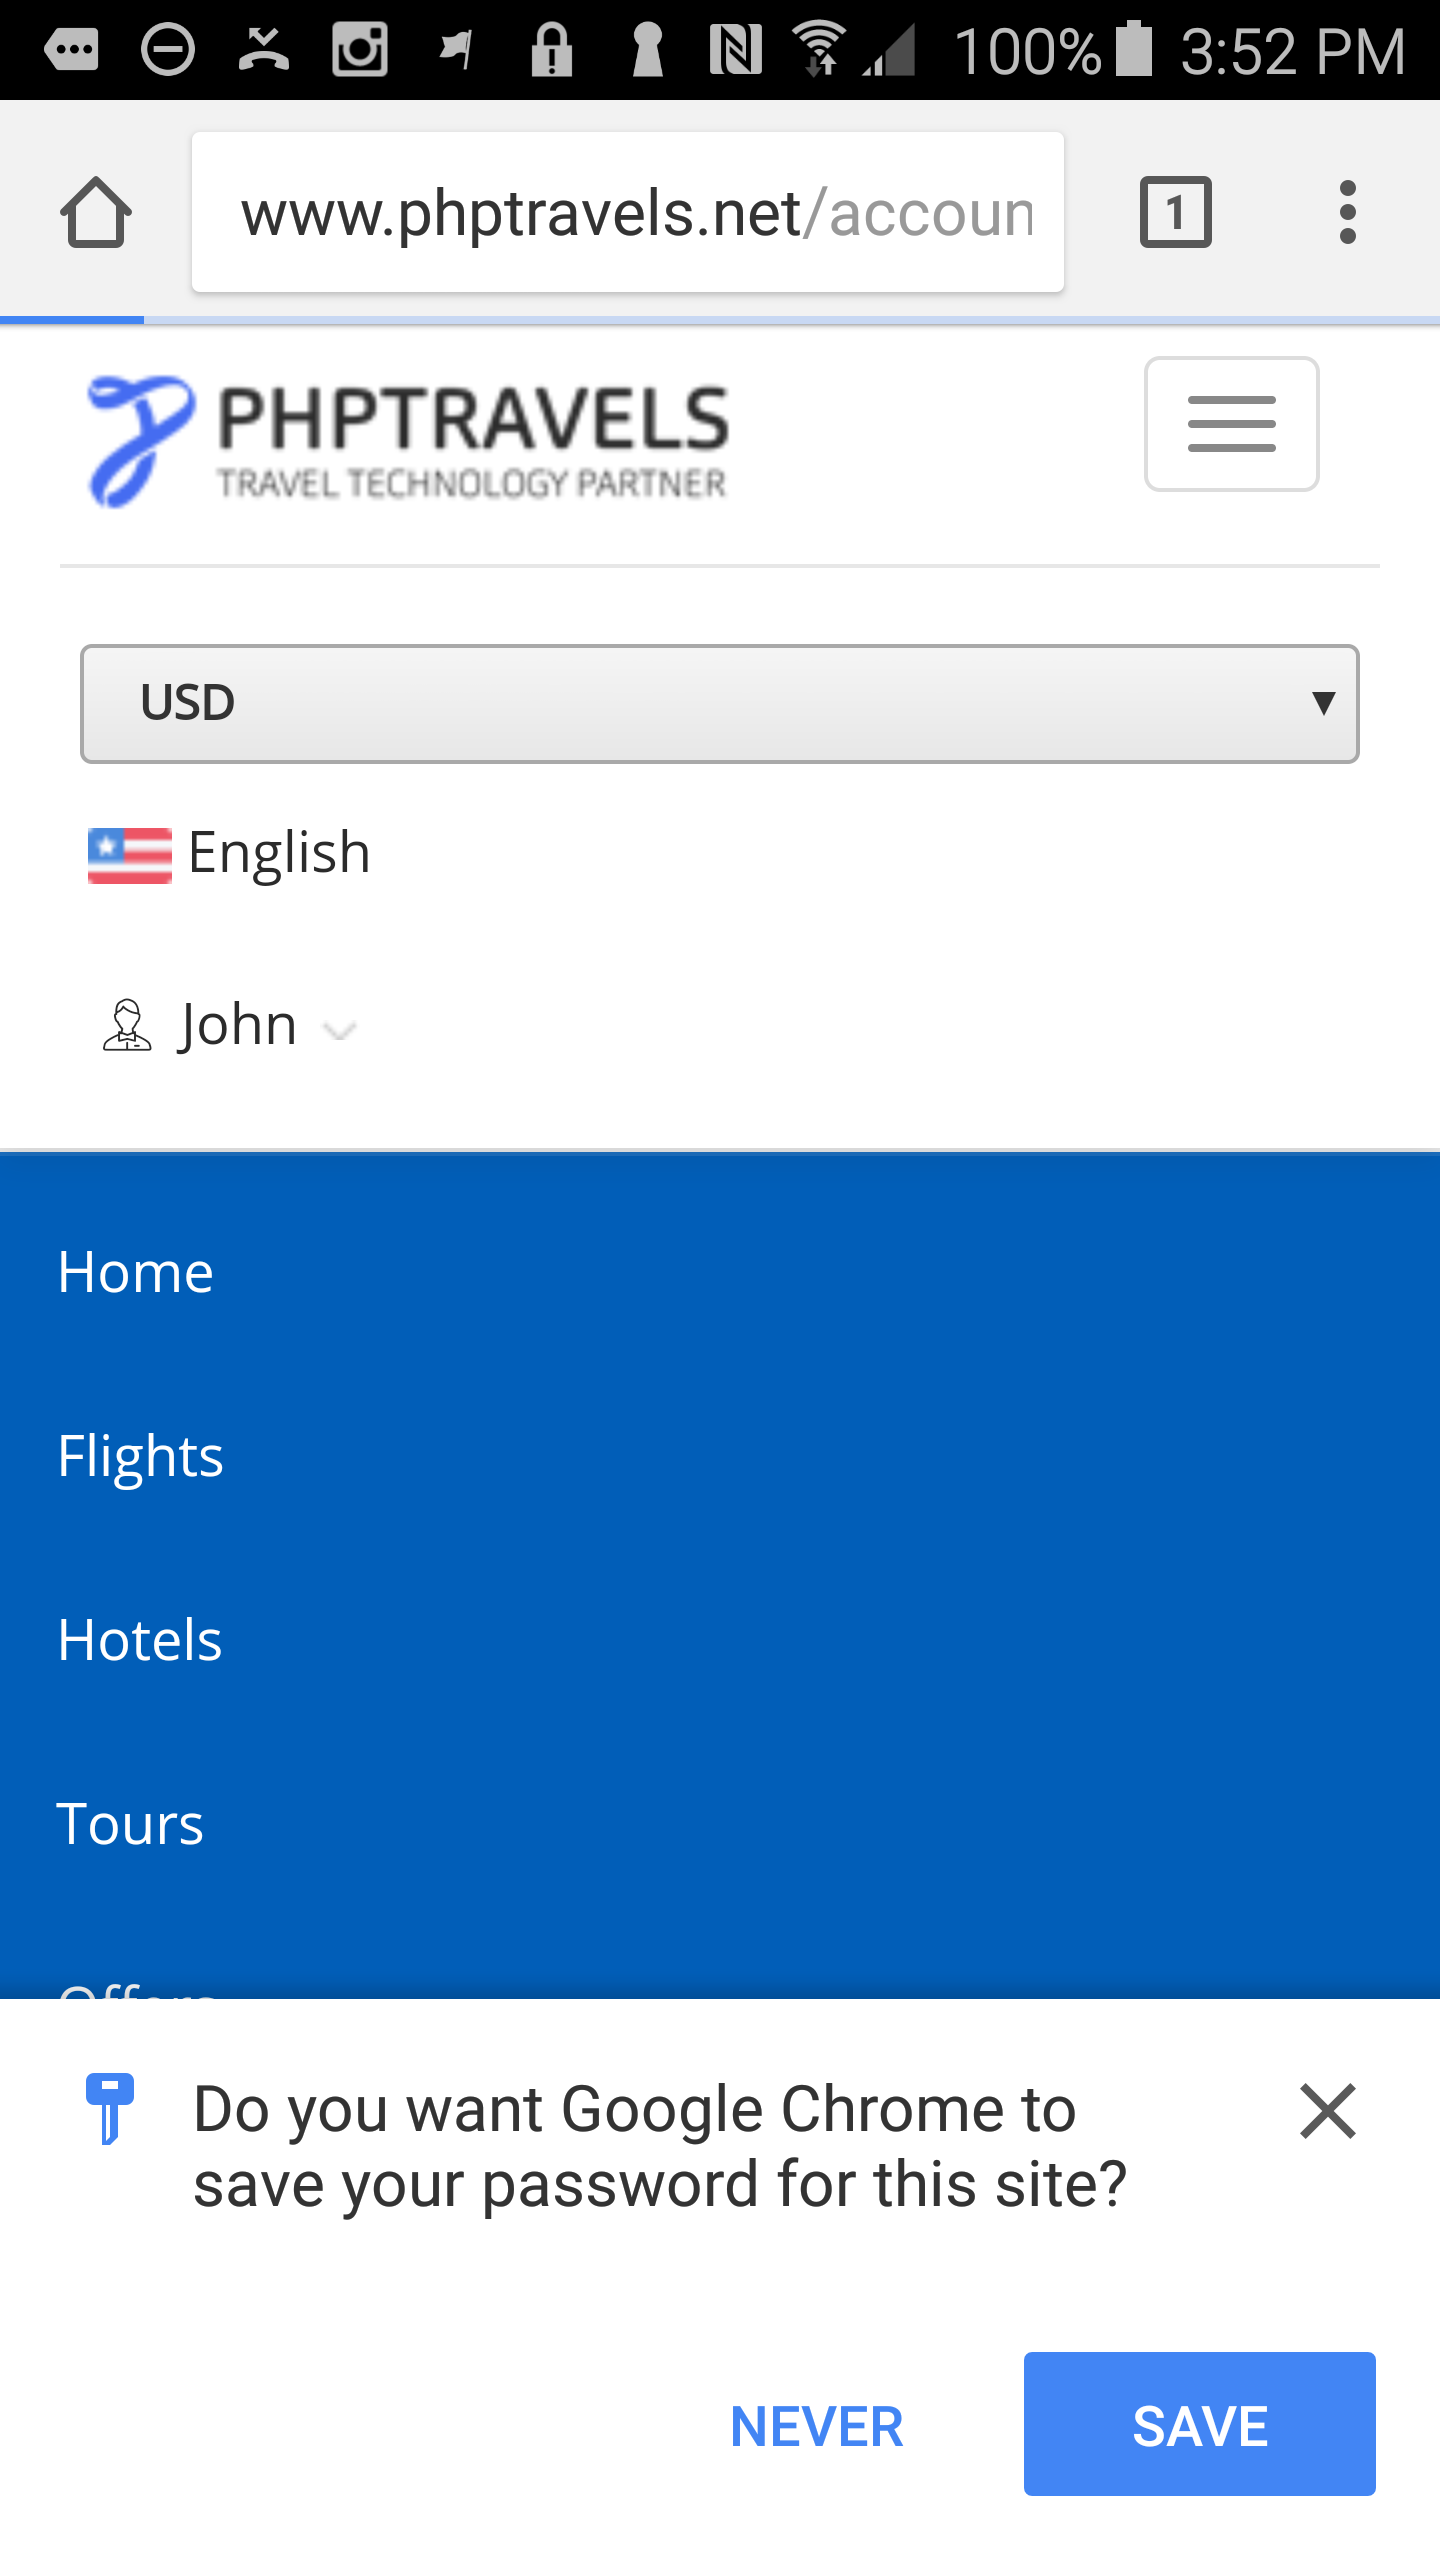 100% 3:52 PM
www.phptravels.net/accoun
1
PHPTRAVELS
TRAVEL TECHNOLOGY PARTNER
USD
English
John
Home
Flights
Hotels
Tours
Offers
Do you want Google Chrome to
save your password for this site?
NEVER SAVE